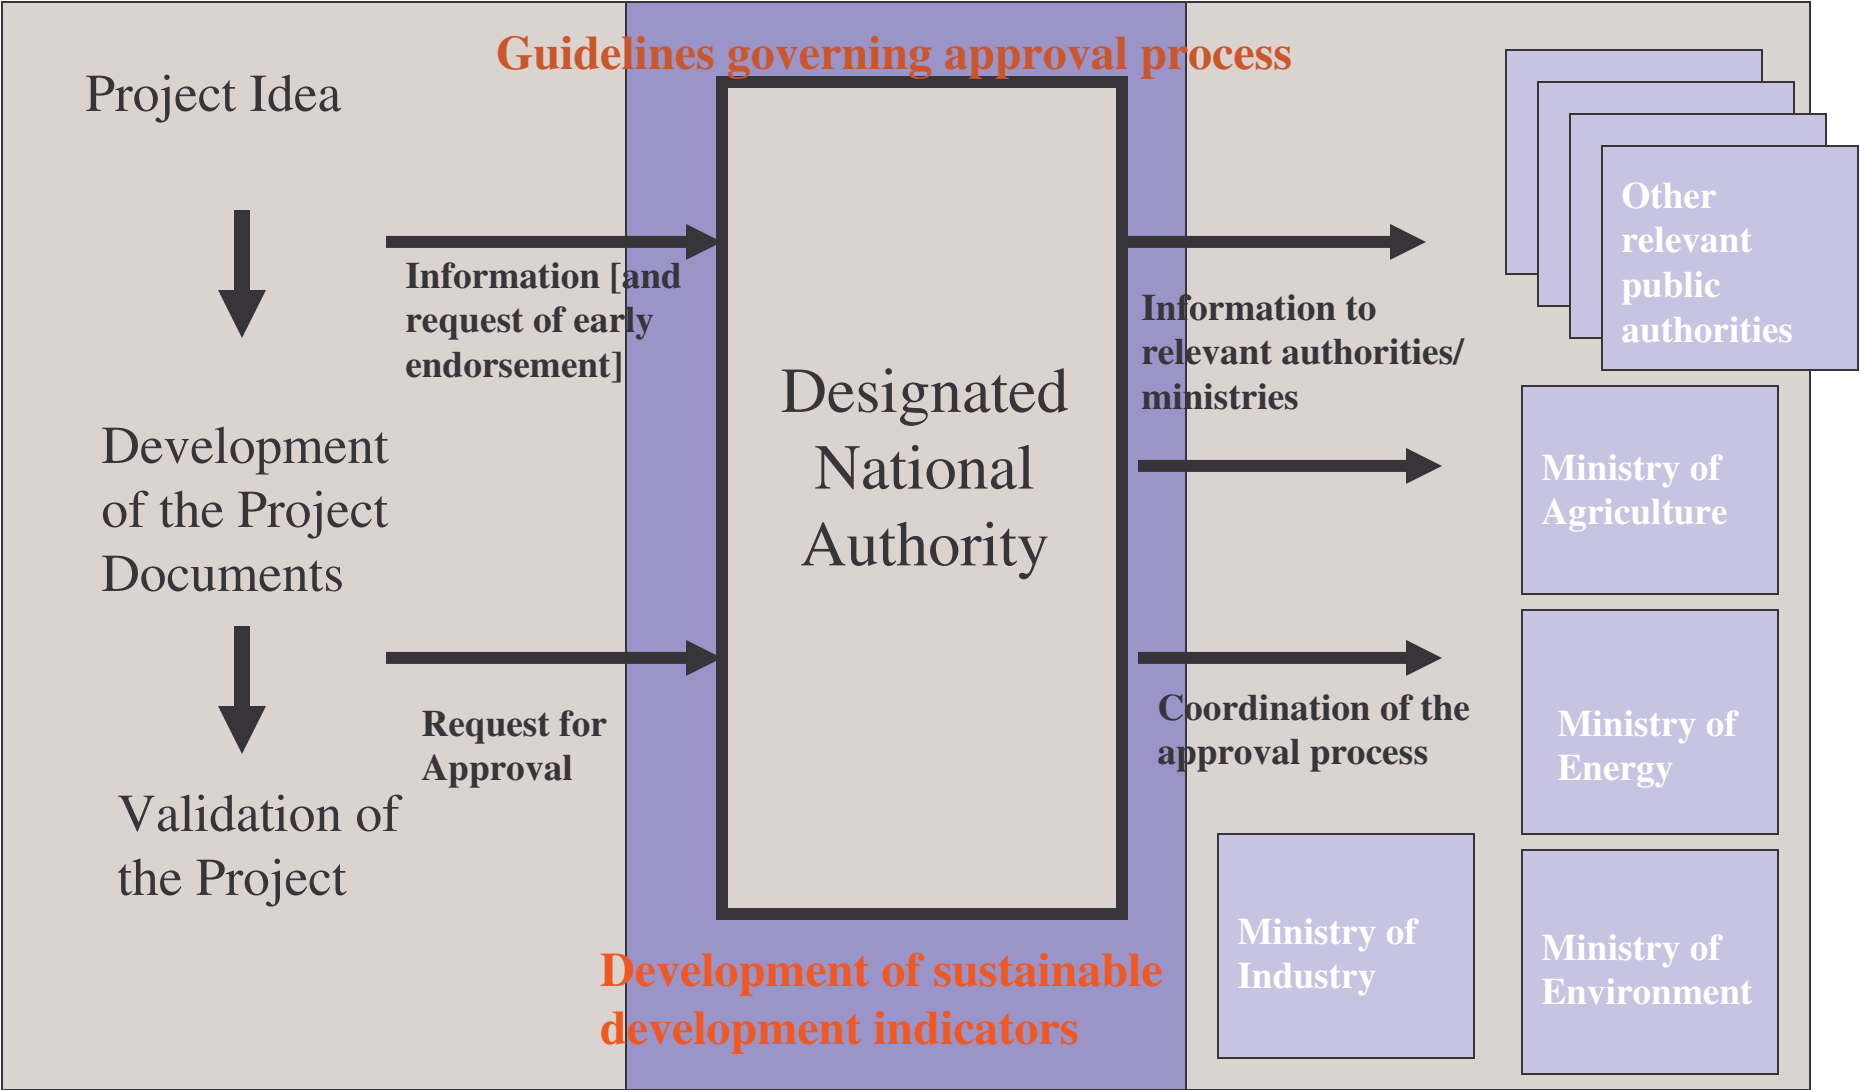 Guidelines governing approval process
Project Idea
Information [and
request of early
endorsement]
Development
of the Project
Documents
Request for
Approval
Validation of
the Project
Designated
National
Authority
Development of sustainable
development indicators
Information to
relevant authorities/
ministries
Coordination of the
approval process
Other
relevant
public
authorities
Ministry of
Agriculture
Ministry of
Energy
Ministry of
Industry
Ministry of
Environment